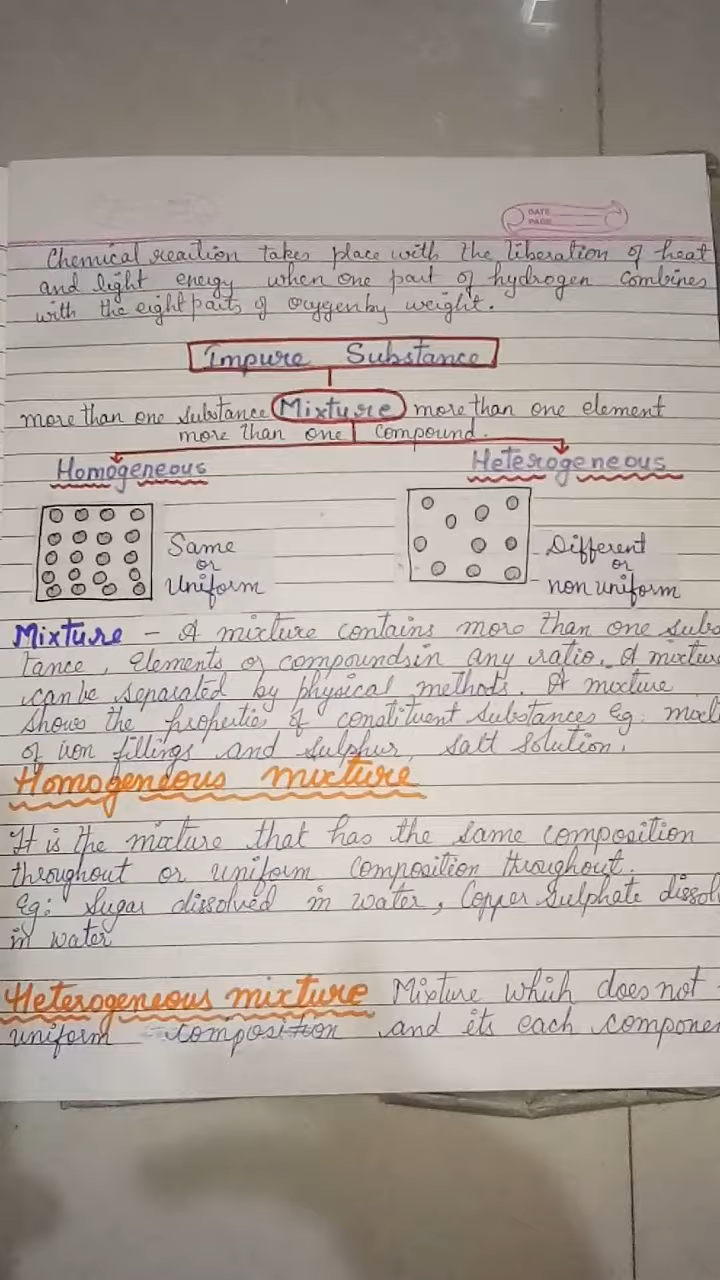 DATE
PAGE
Chemical reaction takes place with the liberation of heat
and light energy when one part of hydrogen combines
with the eight parts of oxygen by weight.
Impure Substance
more than one substance Mixture more than one element
more than one compound.
Homogeneous Heterogeneous
Same
or
Uniform
Different
or
non uniform
Mixture - A mixture contains more than one subs
tance, elements or compounds in any ratio. A mixture
can be separated by physical methods. A mixture
shows the properties of constituent substances Eg: mixt
of iron fillings and sulphur, salt solution.
Homogeneous mixture
It is the mixture that has the same composition
throughout or uniform composition throughout.
Eg: Sugar dissolved in water, Copper Sulphate dissol
in water
Heterogeneous mixture Mixture which does not
uniform composition and its each componen